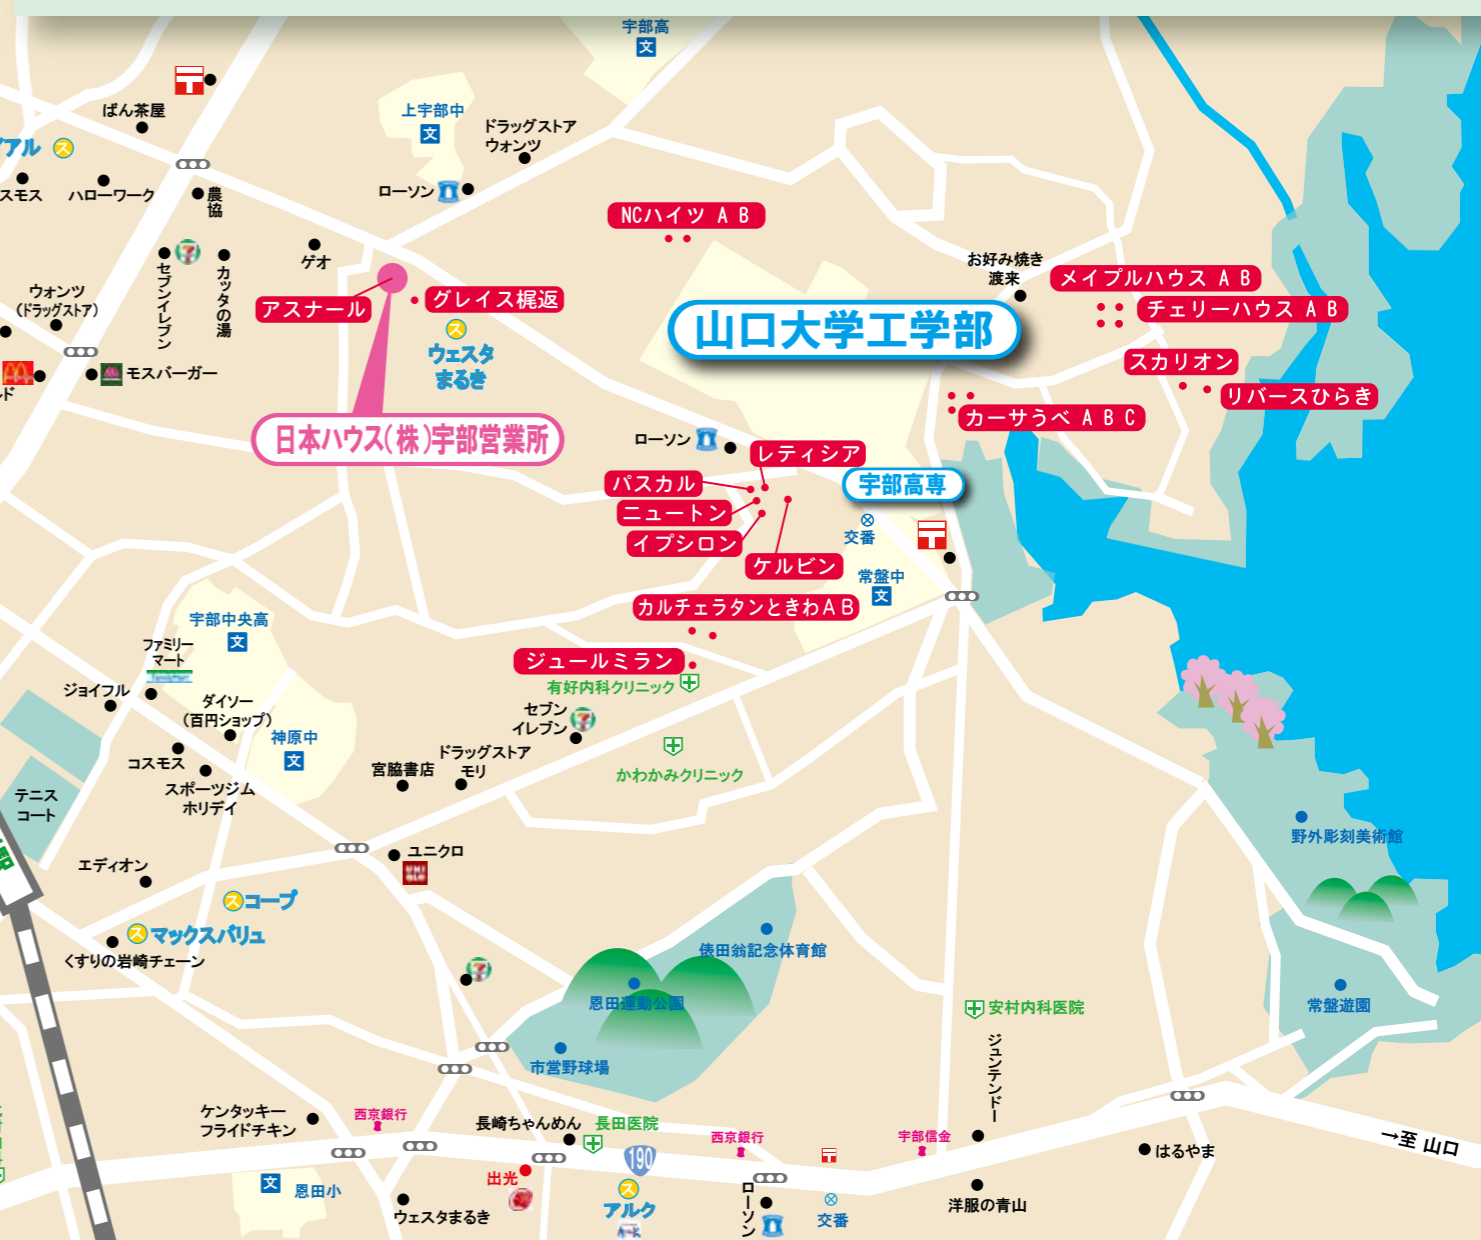 宇部高
文
ばん茶屋
上宇部中
文
ドラッグストア
ウォンツ
アル
ス
スモス
ハローワーク
農協
ローソン
NCハイツ A B
セブンイレブン
カッタの湯
ゲオ
お好み焼き
渡来
メイプルハウス A B
ウォンツ
(ドラッグストア)
アスナール
グレイス梶返
チェリーハウス A B
ス
ウェスタ
まるき
山口大学工学部
スカリオン
モスバーガー
ド
リバースひらき
カーサうべ A B C
日本ハウス(株)宇部営業所
ローソン
レティシア
パスカル
宇部高専
ニュートン
イプシロン
交番
ケルビン
常盤中
文
カルチェラタンときわA B
宇部中央高
文
ファミリー
マート
ジュールミラン
有好内科クリニック
ジョイフル
ダイソー
(百円ショップ)
セブン
イレブン
神原中
文
コスモス
ドラッグストア
モリ
宮脇書店
かわかみクリニック
スポーツジム
ホリデイ
テニス
コート
野外彫刻美術館
駅
ユニクロ
エディオン
ス コープ
ス マックスバリュ
くすりの岩崎チェーン
俵田翁記念体育館
恩田運動公園
常盤遊園
安村内科医院
ジュンテンドー
市営野球場
ケンタッキー
フライドチキン
西京銀行
長崎ちゃんめん
長田医院
西京銀行
宇部信金
→至 山口
はるやま
190
出光
文
恩田小
ス
アルク
ローソン
交番
ウェスタまるき
洋服の青山